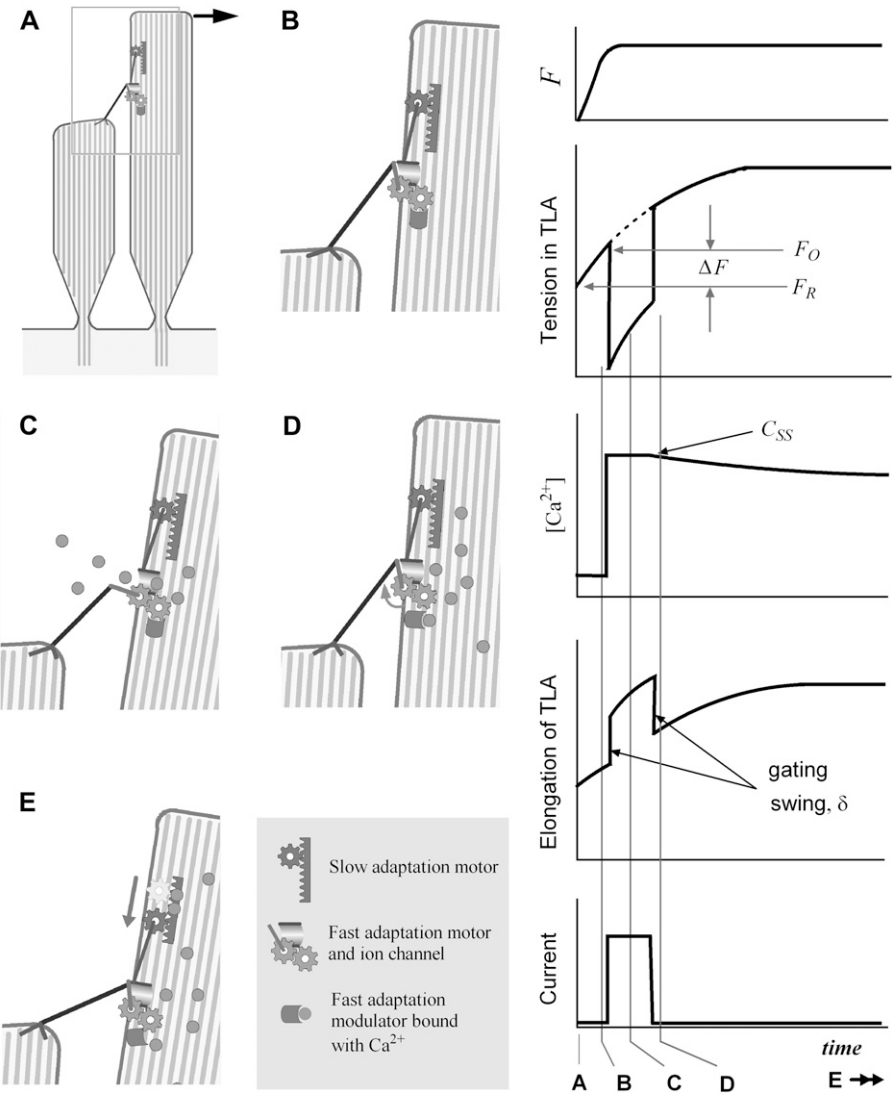 A
B
C
D
E
Slow adaptation motor
Fast adaptation motor
and ion channel
Fast adaptation
modulator bound
with Ca²⁺
F
Tension in TLA
F_O
ΔF
F_R
[Ca²⁺]
C_SS
Elongation of TLA
gating
swing, δ
Current
time
A B C D E